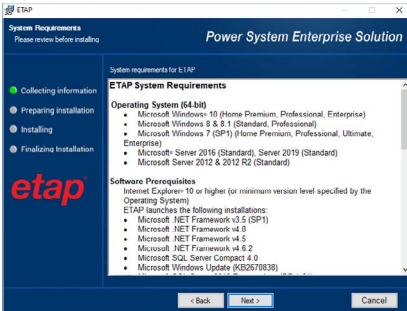 ETAP
System Requirements
Please review before installing
Power System Enterprise Solution
System requirements for ETAP
Collecting information
Preparing installation
Installing
Finalizing Installation
etap
ETAP System Requirements
Operating System (64-bit)
• Microsoft Windows® 10 (Home Premium, Professional, Enterprise)
• Microsoft Windows 8 & 8.1 (Standard, Professional)
• Microsoft Windows 7 (SP1) (Home Premium, Professional, Ultimate,
Enterprise)
• Microsoft® Server 2016 (Standard), Server 2019 (Standard)
• Microsoft Server 2012 & 2012 R2 (Standard)
Software Prerequisites
Internet Explorer® 10 or higher (or minimum version level specified by the
Operating System)
ETAP launches the following installations:
• Microsoft .NET Framework v3.5 (SP1)
• Microsoft .NET Framework v4.0
• Microsoft .NET Framework v4.5
• Microsoft .NET Framework v4.6.2
• Microsoft SQL Server Compact 4.0
• Microsoft Windows Update (KB2670838)
< Back
Next >
Cancel